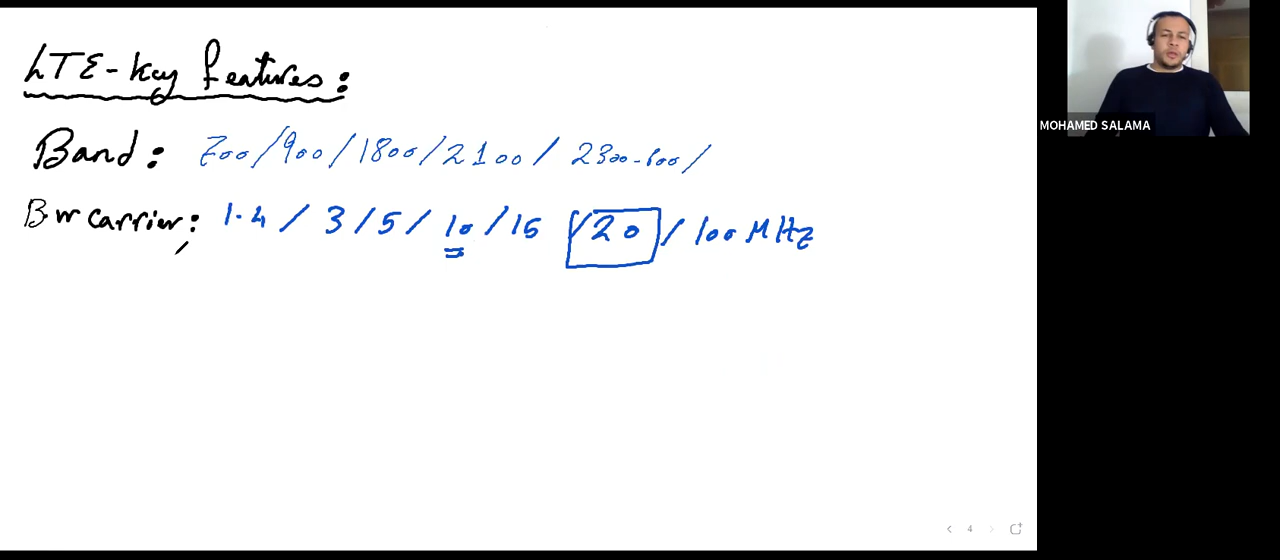 LTE-Key features:
MOHAMED SALAMA
Band: 700/900/1800/2100/ 2300-600/
BW carrier: 1.4 / 3 /5 / 10 /15 /20 / 100 MHz
4